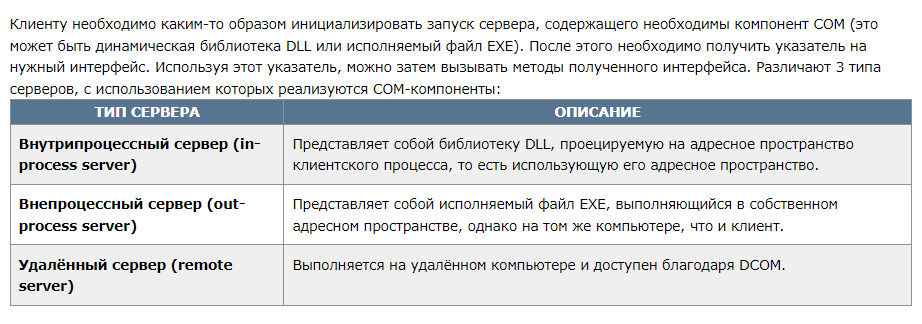 Клиенту необходимо каким-то образом инициализировать запуск сервера, содержащего необходимы компонент COM (это
может быть динамическая библиотека DLL или исполняемый файл EXE). После этого необходимо получить указатель на
нужный интерфейс. Используя этот указатель, можно затем вызывать методы полученного интерфейса. Различают 3 типа
серверов, с использованием которых реализуются COM-компоненты:
ТИП СЕРВЕРА ОПИСАНИЕ
Внутрипроцессный сервер (in-
process server)
Представляет собой библиотеку DLL, проецируемую на адресное пространство
клиентского процесса, то есть использующую его адресное пространство.
Внепроцессный сервер (out-
process server)
Представляет собой исполняемый файл EXE, выполняющийся в собственном
адресном пространстве, однако на том же компьютере, что и клиент.
Удалённый сервер (remote
server)
Выполняется на удалённом компьютере и доступен благодаря DCOM.